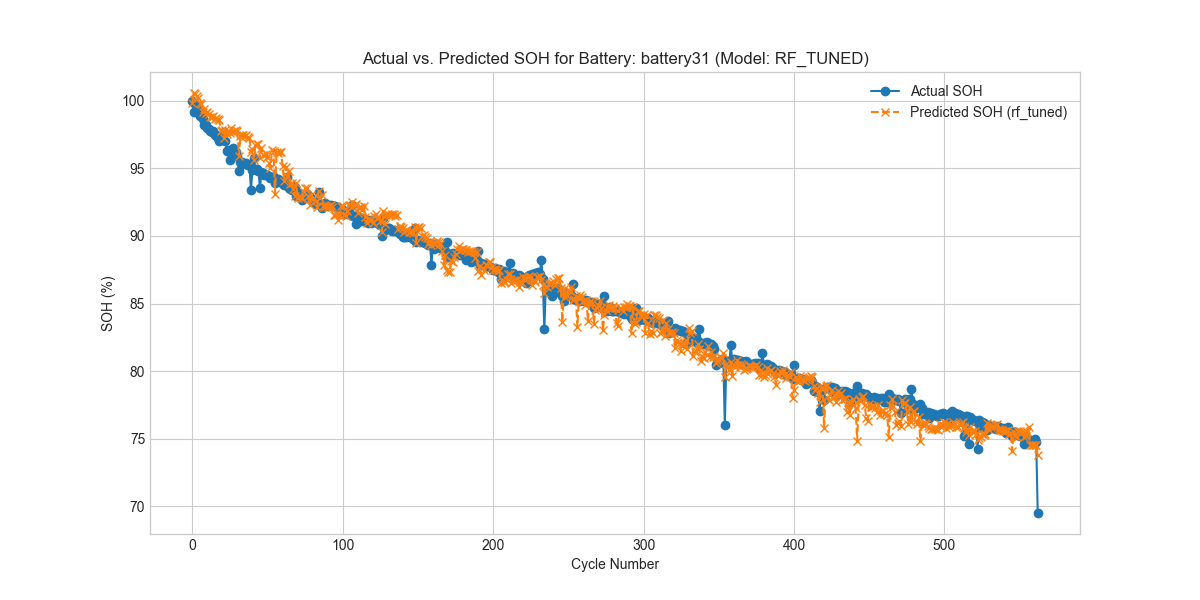 Actual vs. Predicted SOH for Battery: battery31 (Model: RF_TUNED)
Actual SOH
Predicted SOH (rf_tuned)
100
95
90
85
80
75
70
SOH (%)
0 100 200 300 400 500
Cycle Number